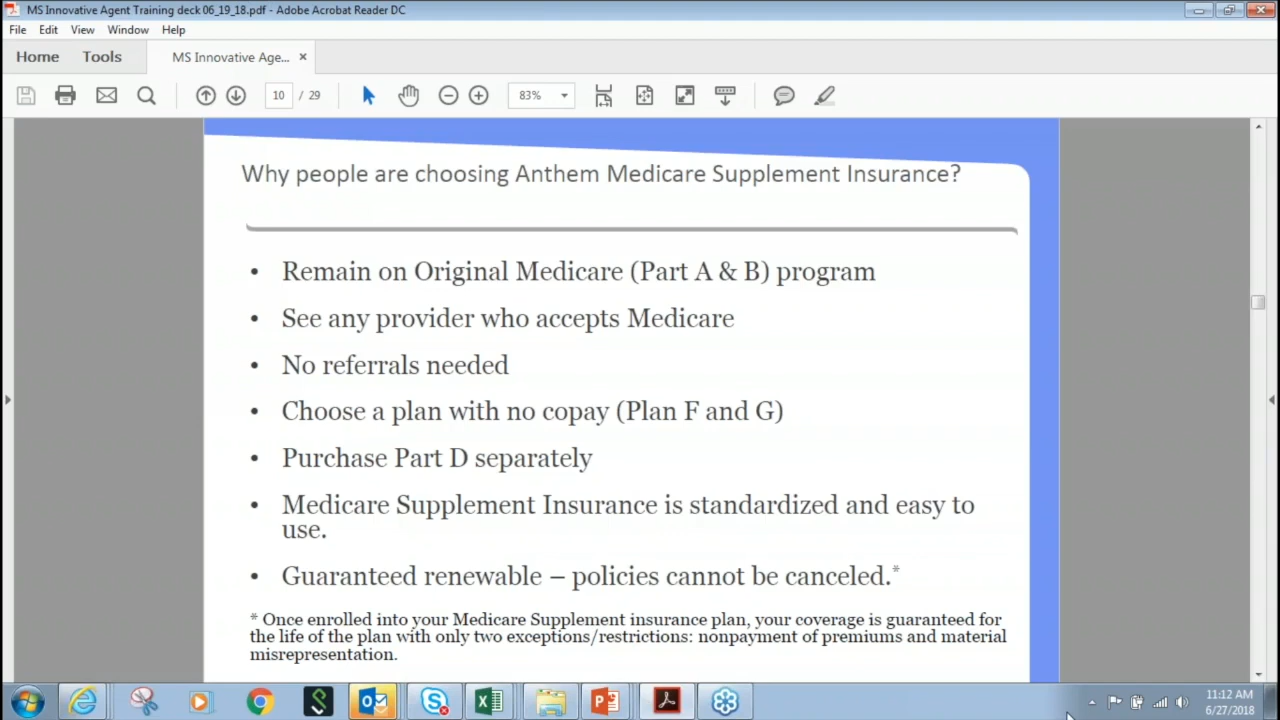 MS Innovative Agent Training deck 06_19_18.pdf - Adobe Acrobat Reader DC
File Edit View Window Help
Home Tools MS Innovative Age... ×
10 / 29 83%
Why people are choosing Anthem Medicare Supplement Insurance?
• Remain on Original Medicare (Part A & B) program
• See any provider who accepts Medicare
• No referrals needed
• Choose a plan with no copay (Plan F and G)
• Purchase Part D separately
• Medicare Supplement Insurance is standardized and easy to
use.
• Guaranteed renewable – policies cannot be canceled.*
* Once enrolled into your Medicare Supplement insurance plan, your coverage is guaranteed for
the life of the plan with only two exceptions/restrictions: nonpayment of premiums and material
misrepresentation.
11:12 AM
6/27/2018